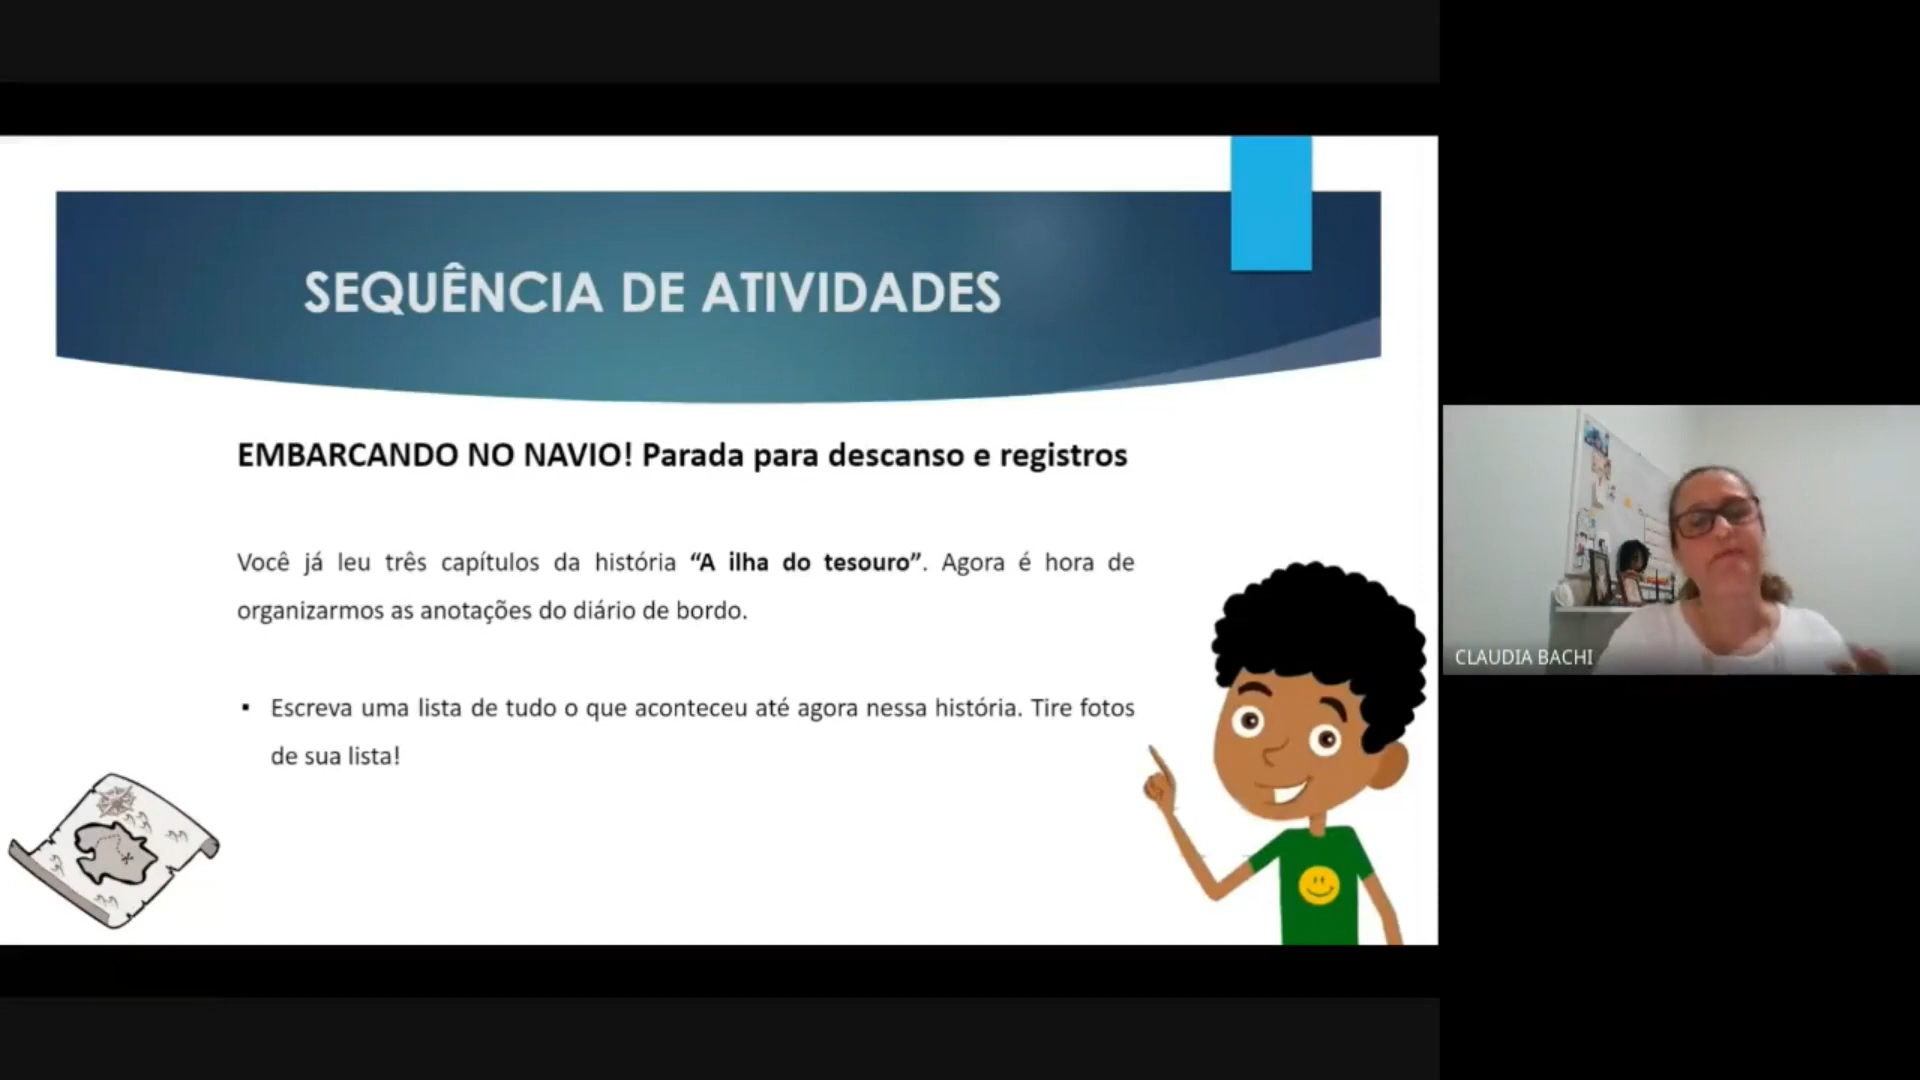 SEQUÊNCIA DE ATIVIDADES
EMBARCANDO NO NAVIO! Parada para descanso e registros
Você já leu três capítulos da história “A ilha do tesouro”. Agora é hora de
organizarmos as anotações do diário de bordo.
▪ Escreva uma lista de tudo o que aconteceu até agora nessa história. Tire fotos
de sua lista!
CLAUDIA BACHI